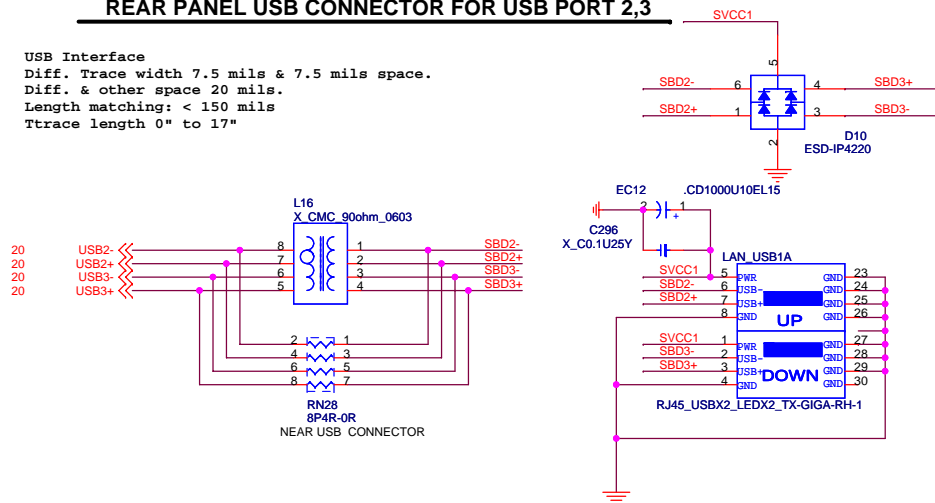 REAR PANEL USB CONNECTOR FOR USB PORT 2,3
USB Interface
Diff. Trace width 7.5 mils & 7.5 mils space.
Diff. & other space 20 mils.
Length matching: < 150 mils
Ttrace length 0" to 17"
SVCC1
5
SBD2- 6 4 SBD3+
SBD2+ 1 3 SBD3-
2
D10
ESD-IP4220
L16
X_CMC_90ohm_0603
20 USB2- 8 1 SBD2-
20 USB2+ 7 2 SBD2+
20 USB3- 6 3 SBD3-
20 USB3+ 5 4 SBD3+
2 1
4 3
6 5
8 7
RN28
8P4R-0R
NEAR USB CONNECTOR
EC12 .CD1000U10EL15
2 1
+
C296
X_C0.1U25Y
LAN_USB1A
SVCC1 5 PWR GND 23
SBD2- 6 USB- GND 24
SBD2+ 7 USB+ GND 25
8 GND GND 26
UP
SVCC1 1 PWR GND 27
SBD3- 2 USB- GND 28
SBD3+ 3 USB+ GND 29
4 GND GND 30
DOWN
RJ45_USBX2_LEDX2_TX-GIGA-RH-1